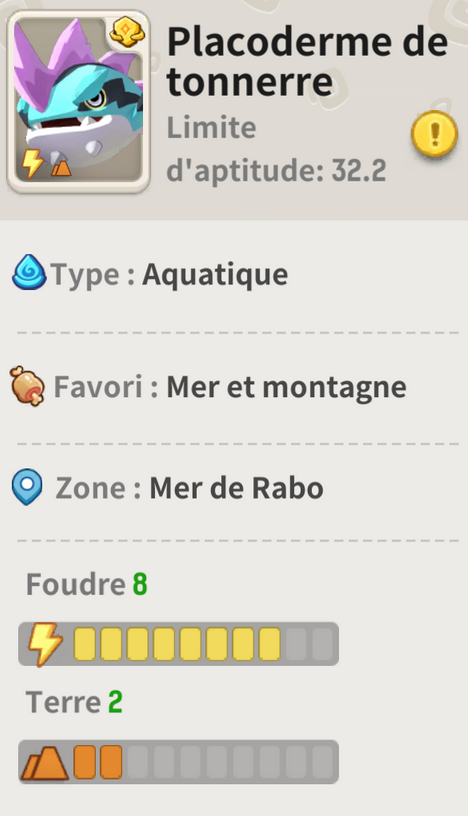 Placoderme de
tonnerre
Limite
d'aptitude: 32.2
Type : Aquatique
Favori : Mer et montagne
Zone : Mer de Rabo
Foudre 8
Terre 2